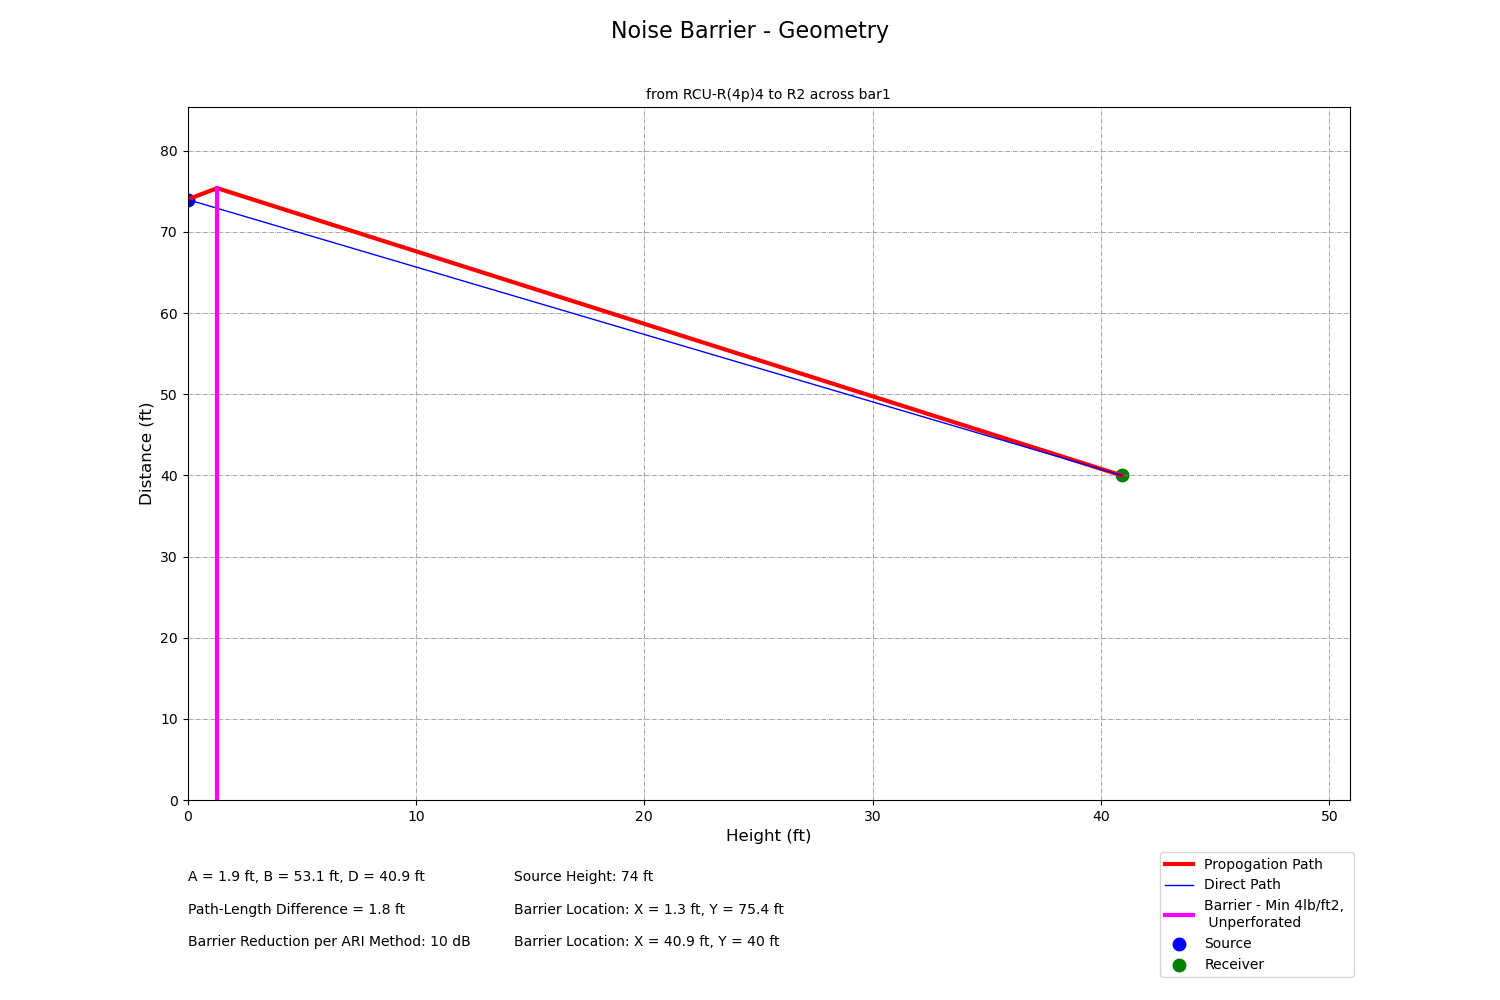 Noise Barrier - Geometry
from RCU-R(4p)4 to R2 across bar1
80
70
60
50
40
30
20
10
0
Distance (ft)
0 10 20 30 40 50
Height (ft)
A = 1.9 ft, B = 53.1 ft, D = 40.9 ft
Path-Length Difference = 1.8 ft
Barrier Reduction per ARI Method: 10 dB
Source Height: 74 ft
Barrier Location: X = 1.3 ft, Y = 75.4 ft
Barrier Location: X = 40.9 ft, Y = 40 ft
Propogation Path
Direct Path
Barrier - Min 4lb/ft2,
Unperforated
Source
Receiver